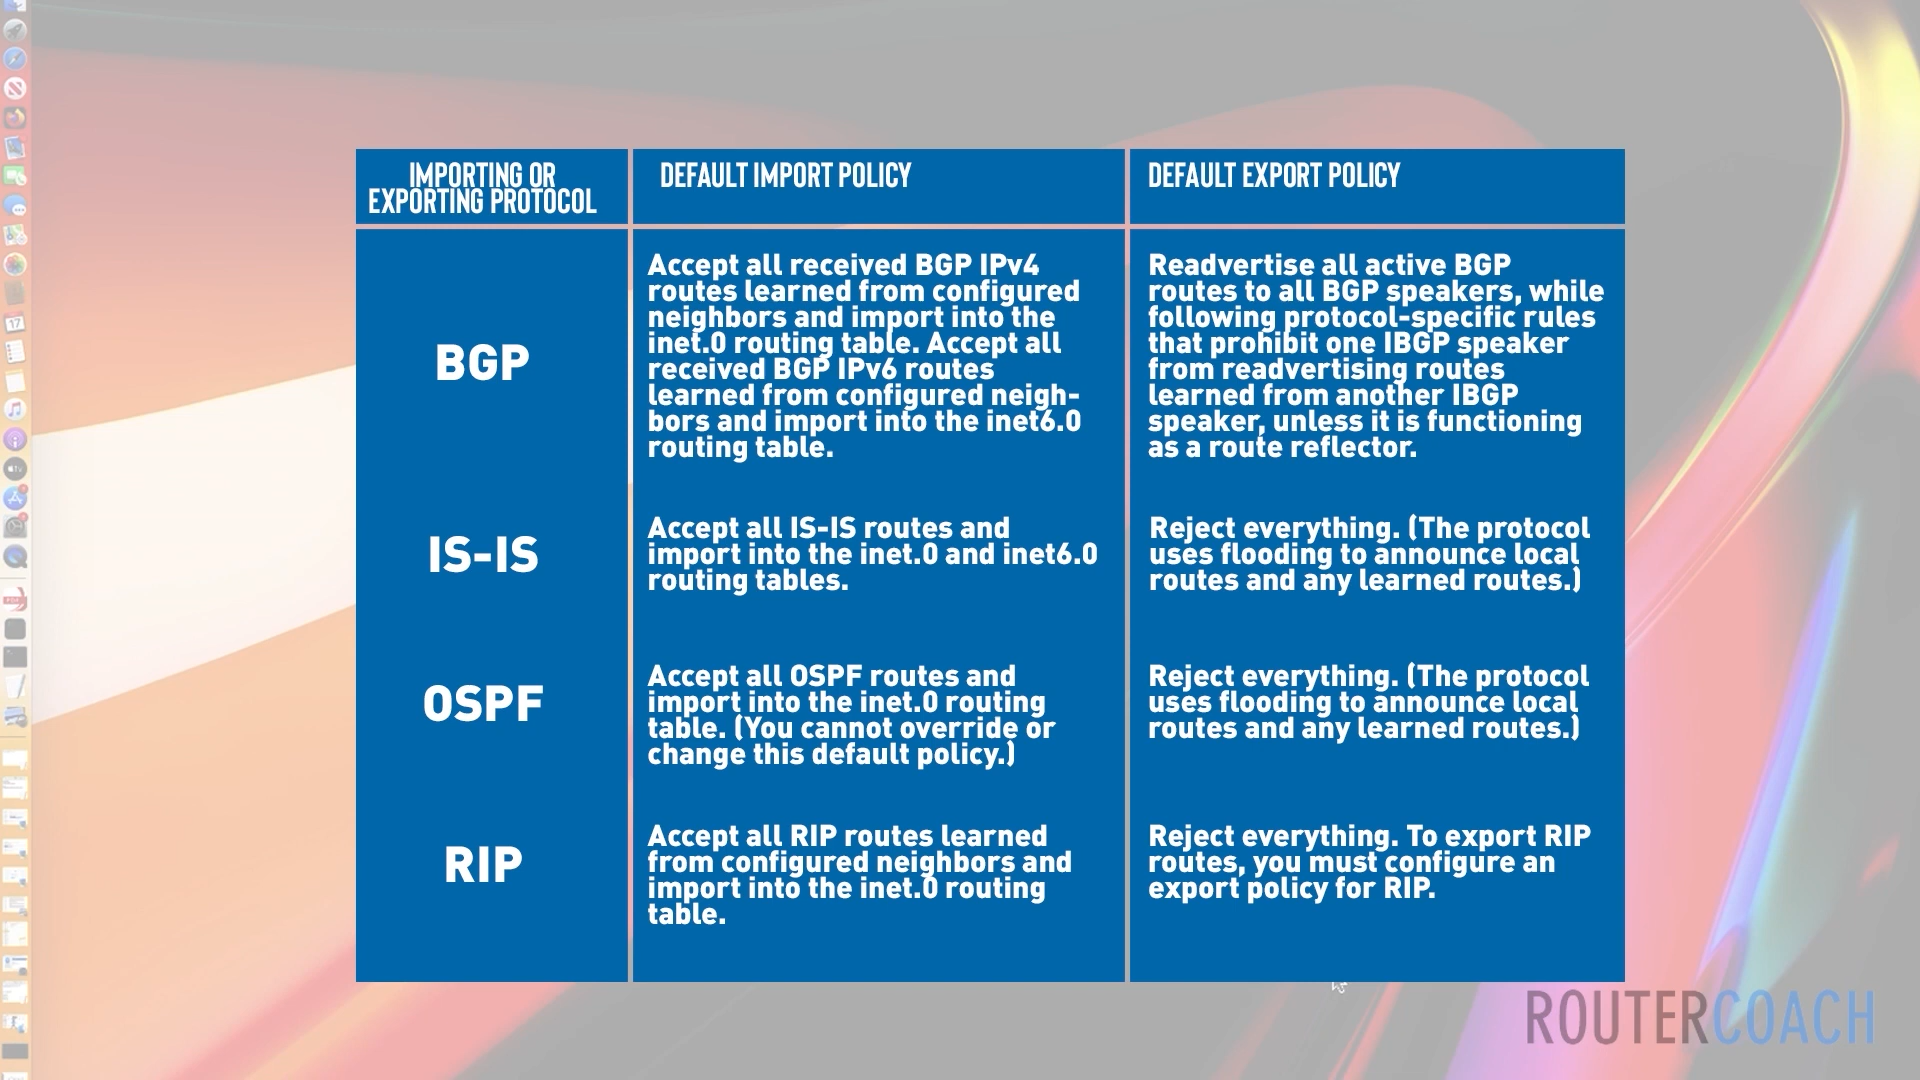 IMPORTING OR
EXPORTING PROTOCOL
DEFAULT IMPORT POLICY
DEFAULT EXPORT POLICY
BGP
Accept all received BGP IPv4
routes learned from configured
neighbors and import into the
inet.0 routing table. Accept all
received BGP IPv6 routes
learned from configured neigh-
bors and import into the inet6.0
routing table.
Readvertise all active BGP
routes to all BGP speakers, while
following protocol-specific rules
that prohibit one IBGP speaker
from readvertising routes
learned from another IBGP
speaker, unless it is functioning
as a route reflector.
IS-IS
Accept all IS-IS routes and
import into the inet.0 and inet6.0
routing tables.
Reject everything. (The protocol
uses flooding to announce local
routes and any learned routes.)
OSPF
Accept all OSPF routes and
import into the inet.0 routing
table. (You cannot override or
change this default policy.)
Reject everything. (The protocol
uses flooding to announce local
routes and any learned routes.)
RIP
Accept all RIP routes learned
from configured neighbors and
import into the inet.0 routing
table.
Reject everything. To export RIP
routes, you must configure an
export policy for RIP.
ROUTERCOACH
17